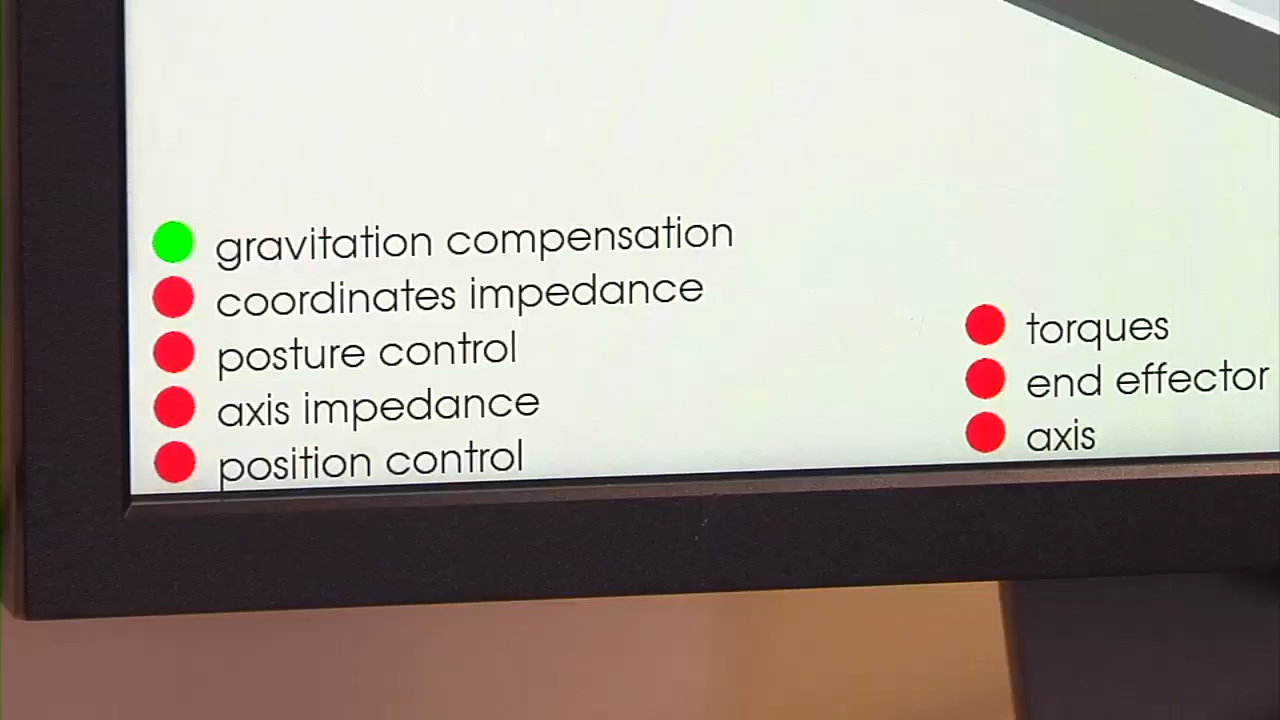 gravitation compensation
coordinates impedance
posture control
axis impedance
position control
torques
end effector
axis